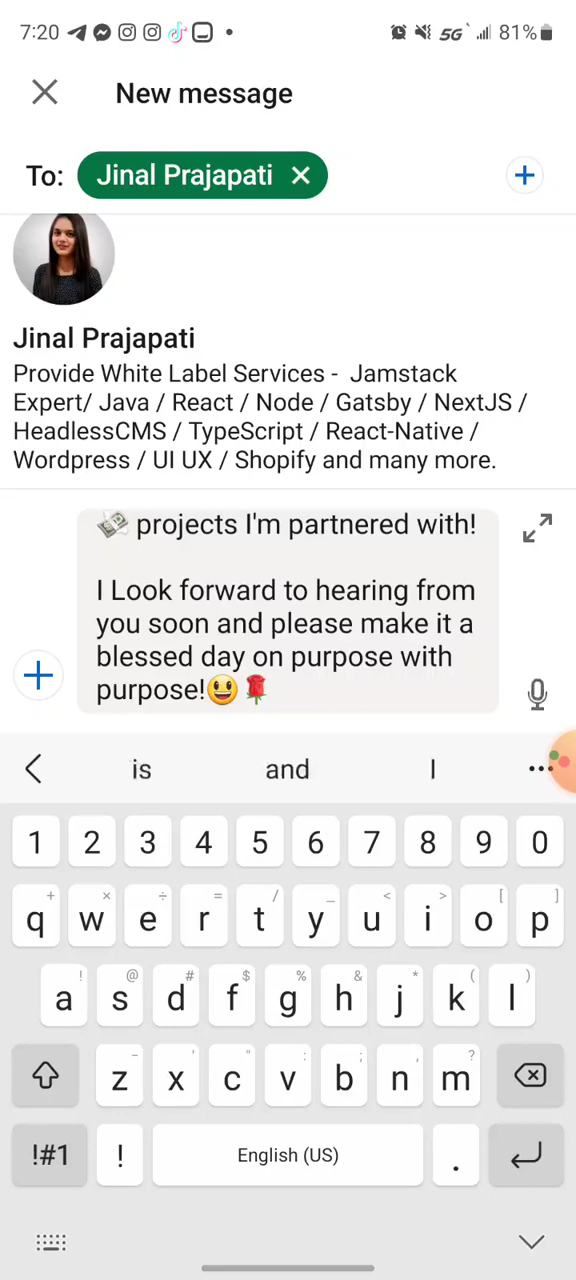 7:20 5G 81%
New message
To: Jinal Prajapati
Jinal Prajapati
Provide White Label Services - Jamstack
Expert/ Java / React / Node / Gatsby / NextJS /
HeadlessCMS / TypeScript / React-Native /
Wordpress / UI UX / Shopify and many more.
💸 projects I'm partnered with!
I Look forward to hearing from
you soon and please make it a
blessed day on purpose with
purpose!😃🌹
is and I
1 2 3 4 5 6 7 8 9 0
+ × ÷ = / _ < > [ ]
q w e r t y u i o p
! @ # $ % & * ( )
a s d f g h j k l
- ' " : ; , ?
z x c v b n m
!#1 ! English (US) .